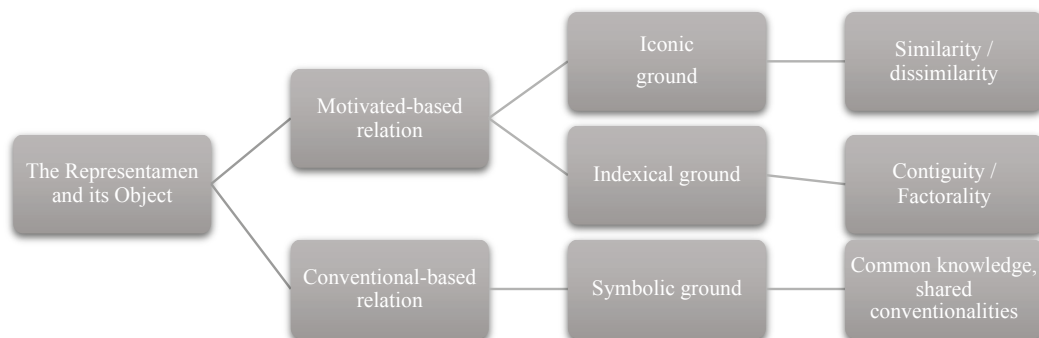 The Representamen
and its Object
Motivated-based
relation
Conventional-based
relation
Iconic
ground
Indexical ground
Symbolic ground
Similarity /
dissimilarity
Contiguity /
Factorality
Common knowledge,
shared
conventionalities